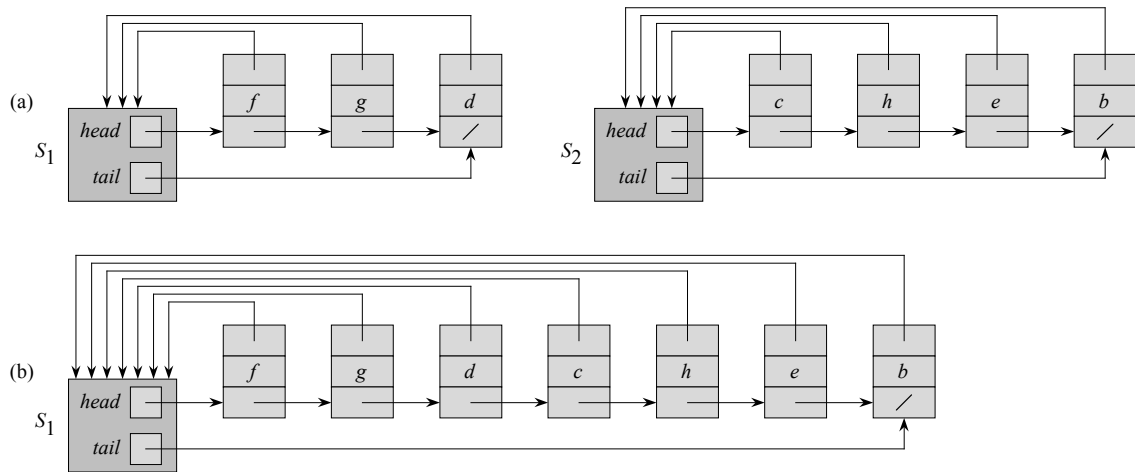 f g d c h e b
(a) head head
S1 S2
tail tail
f g d c h e b
(b) head
S1
tail